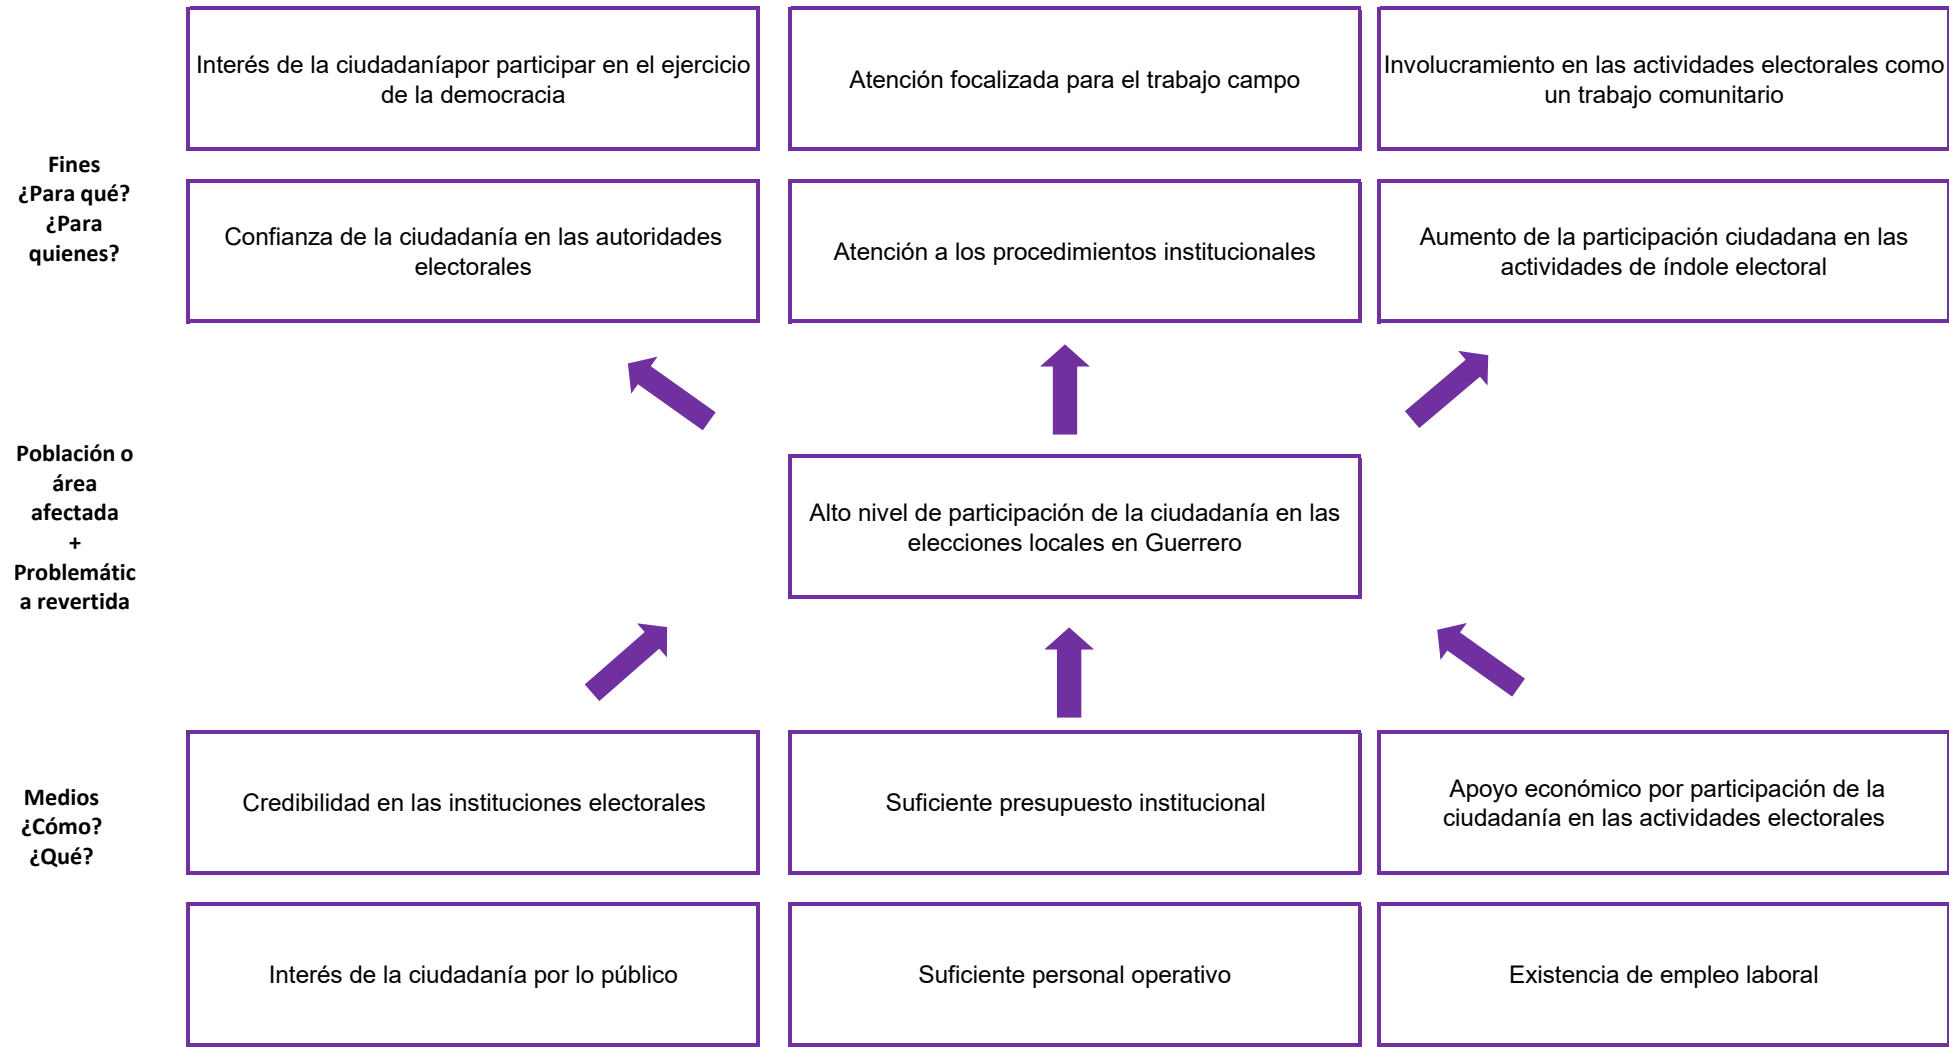 Interés de la ciudadaníapor participar en el ejercicio
de la democracia
Atención focalizada para el trabajo campo
Involucramiento en las actividades electorales como
un trabajo comunitario
Fines
¿Para qué?
¿Para
quienes?
Confianza de la ciudadanía en las autoridades
electorales
Atención a los procedimientos institucionales
Aumento de la participación ciudadana en las
actividades de índole electoral
Población o
área
afectada
+
Problemátic
a revertida
Alto nivel de participación de la ciudadanía en las
elecciones locales en Guerrero
Medios
¿Cómo?
¿Qué?
Credibilidad en las instituciones electorales
Suficiente presupuesto institucional
Apoyo económico por participación de la
ciudadanía en las actividades electorales
Interés de la ciudadanía por lo público
Suficiente personal operativo
Existencia de empleo laboral